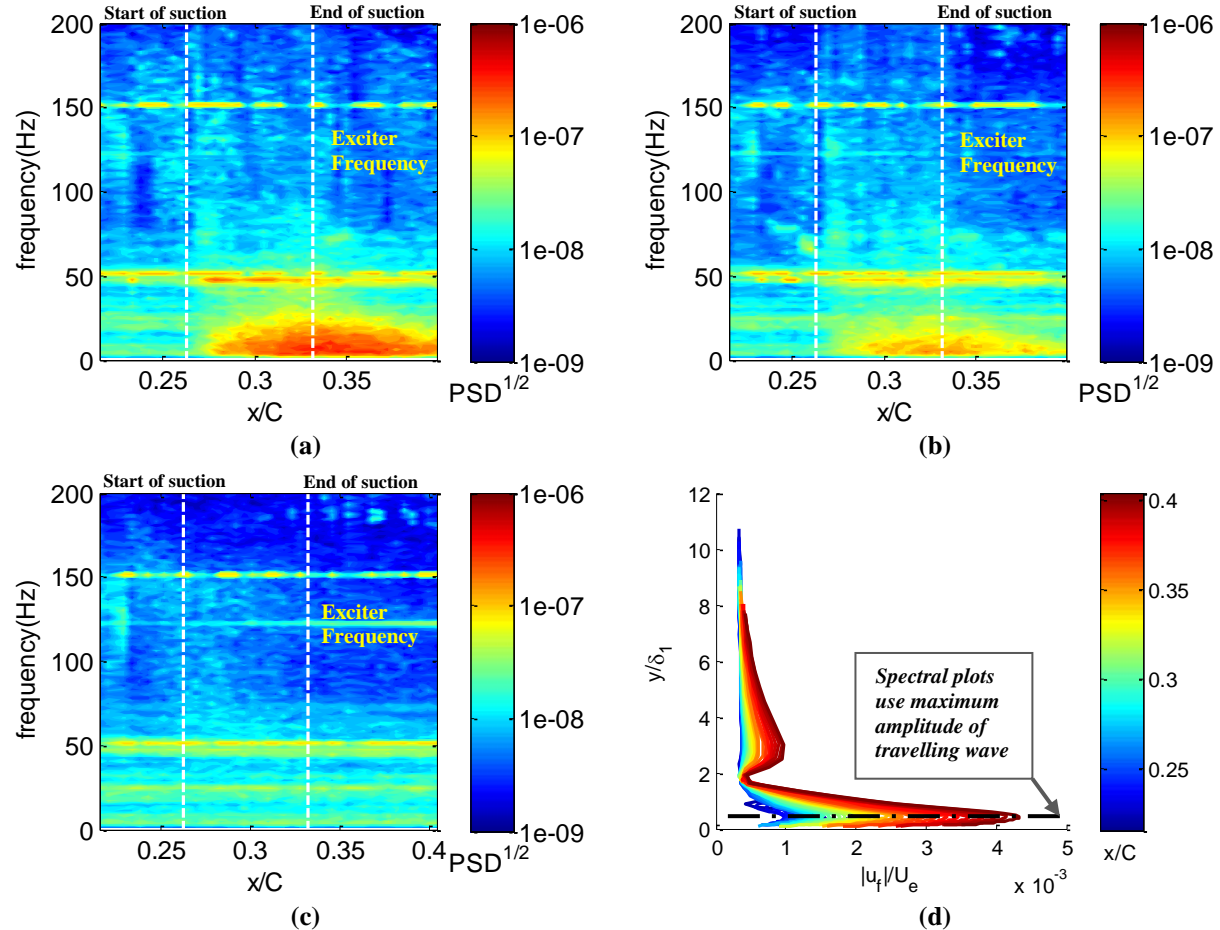 Start of suction
End of suction
200
150
100
50
0
frequency(Hz)
Exciter
Frequency
0.25
0.3
0.35
x/C
1e-06
1e-07
1e-08
1e-09
PSD^1/2
(a)
Start of suction
End of suction
200
150
100
50
0
frequency(Hz)
Exciter
Frequency
0.25
0.3
0.35
x/C
1e-06
1e-07
1e-08
1e-09
PSD^1/2
(b)
Start of suction
End of suction
200
150
100
50
0
frequency(Hz)
Exciter
Frequency
0.25
0.3
0.35
0.4
x/C
1e-06
1e-07
1e-08
1e-09
PSD^1/2
(c)
12
10
8
6
4
2
0
y/δ₁
Spectral plots
use maximum
amplitude of
travelling wave
0
1
2
3
4
5
x 10^-3
|u_f|/U_e
0.4
0.35
0.3
0.25
x/C
(d)